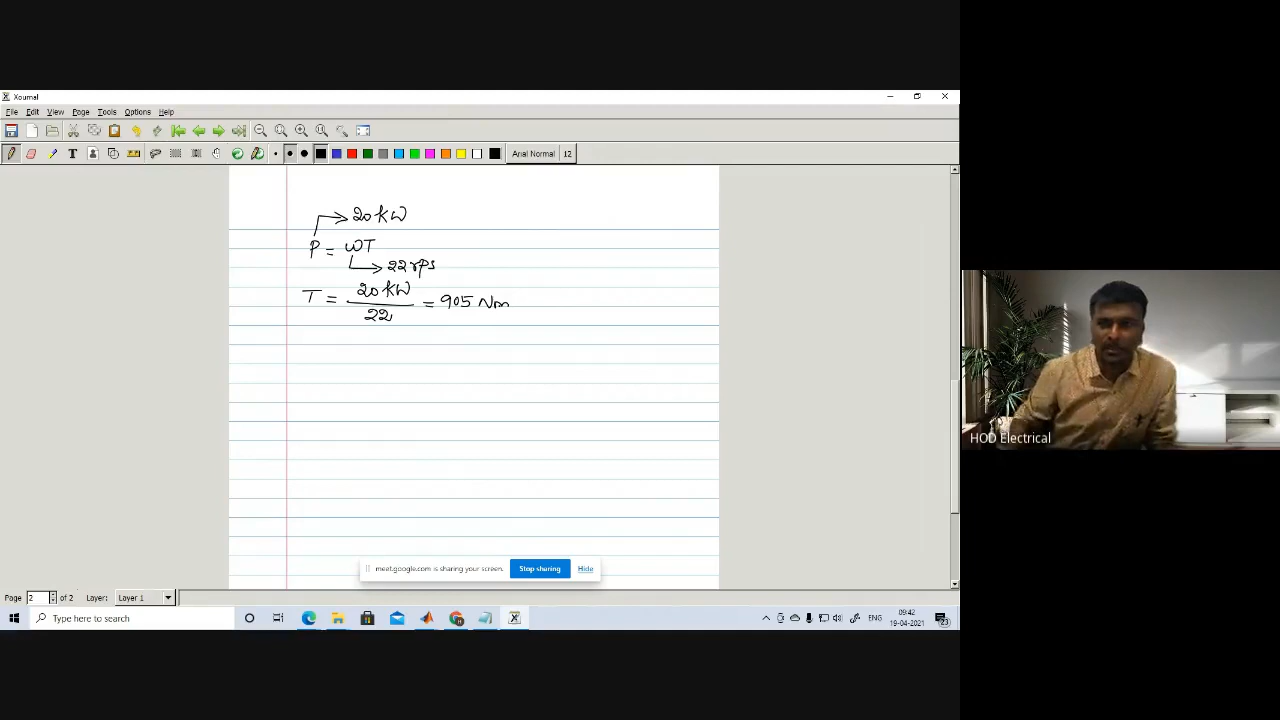 Xournal
File Edit View Page Tools Options Help
Arial Normal 12
20 kW
P = ωT
22 rps
T = 20 kW / 22 = 905 Nm
HOD Electrical
meet.google.com is sharing your screen. Stop sharing Hide
Page 2 of 2 Layer: Layer 1
Type here to search
ENG
09:42
19-04-2021
23